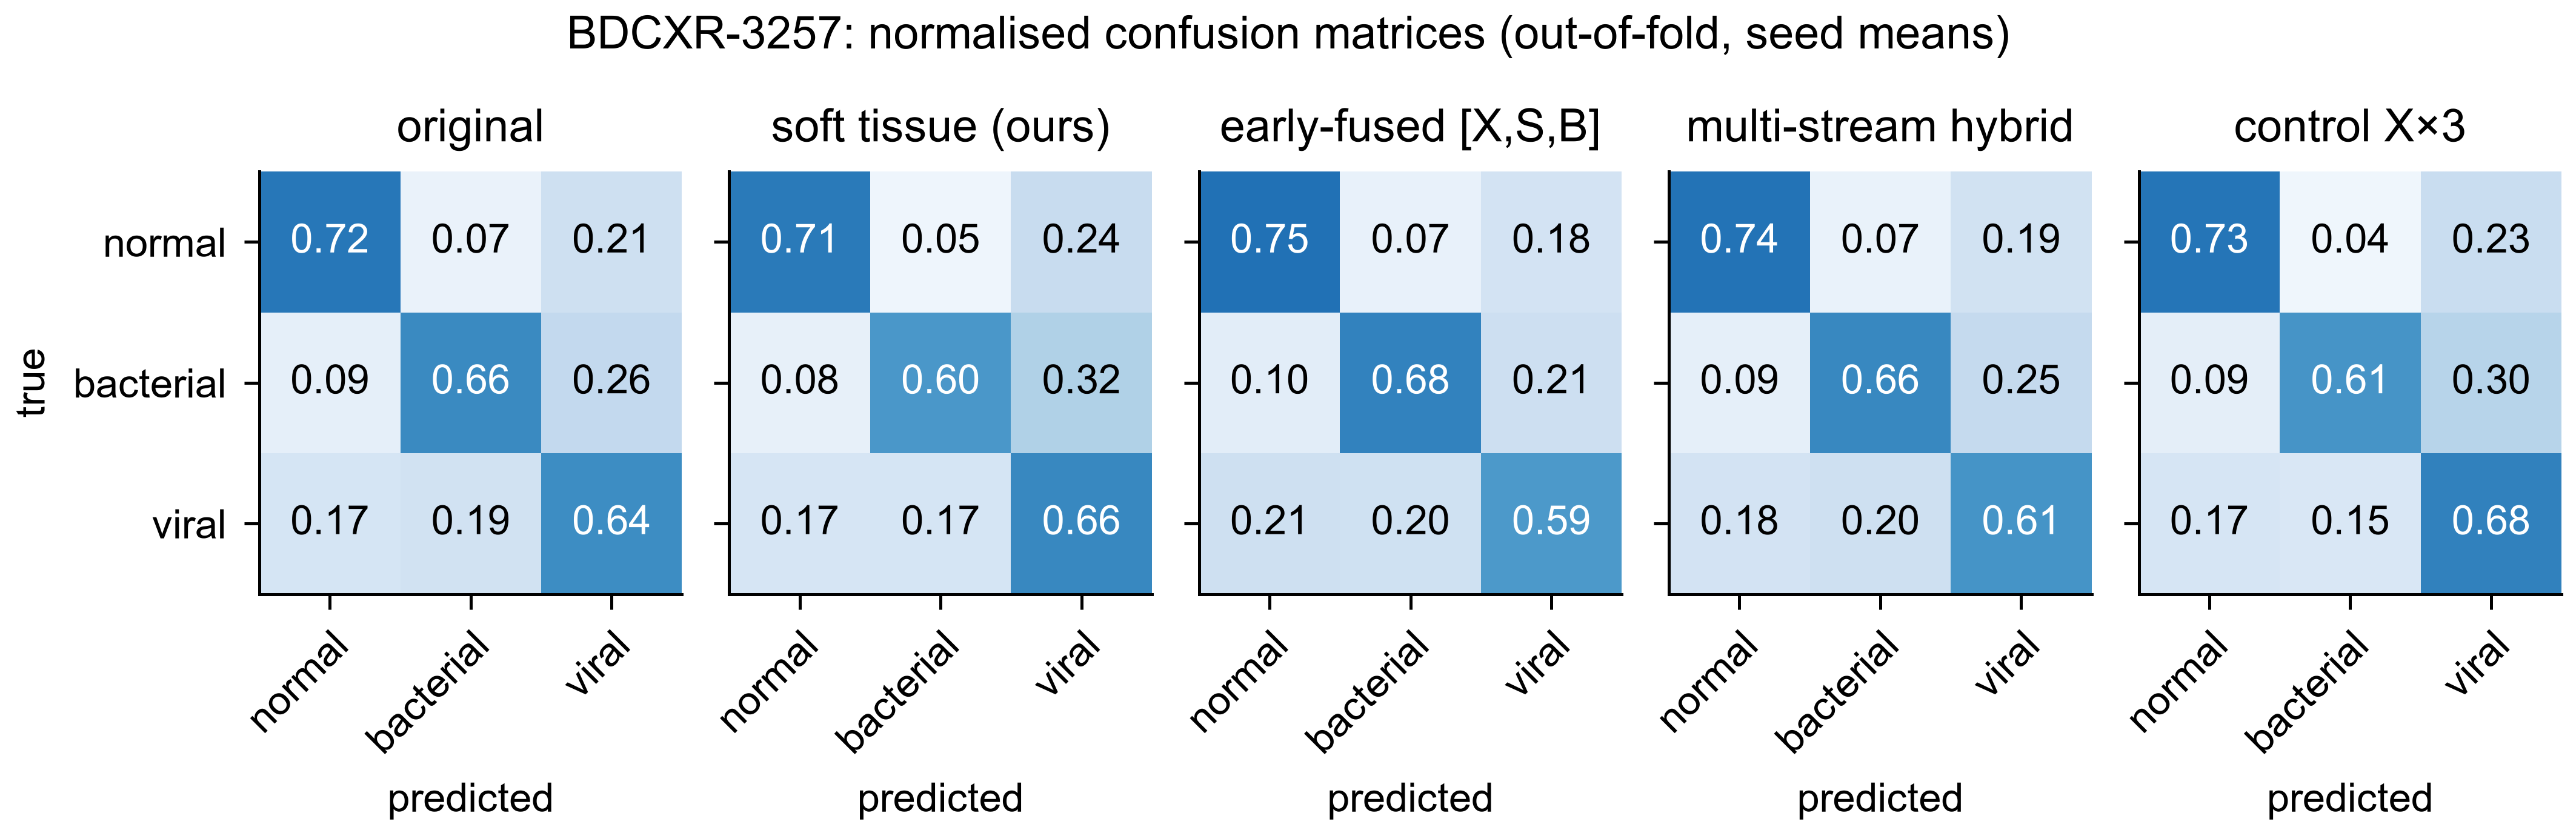 BDCXR-3257: normalised confusion matrices (out-of-fold, seed means)
original soft tissue (ours) early-fused [X,S,B] multi-stream hybrid control X×3
normal 0.72 0.07 0.21 0.71 0.05 0.24 0.75 0.07 0.18 0.74 0.07 0.19 0.73 0.04 0.23
true
bacterial 0.09 0.66 0.26 0.08 0.60 0.32 0.10 0.68 0.21 0.09 0.66 0.25 0.09 0.61 0.30
viral 0.17 0.19 0.64 0.17 0.17 0.66 0.21 0.20 0.59 0.18 0.20 0.61 0.17 0.15 0.68
normal bacterial viral normal bacterial viral normal bacterial viral normal bacterial viral normal bacterial viral
predicted predicted predicted predicted predicted